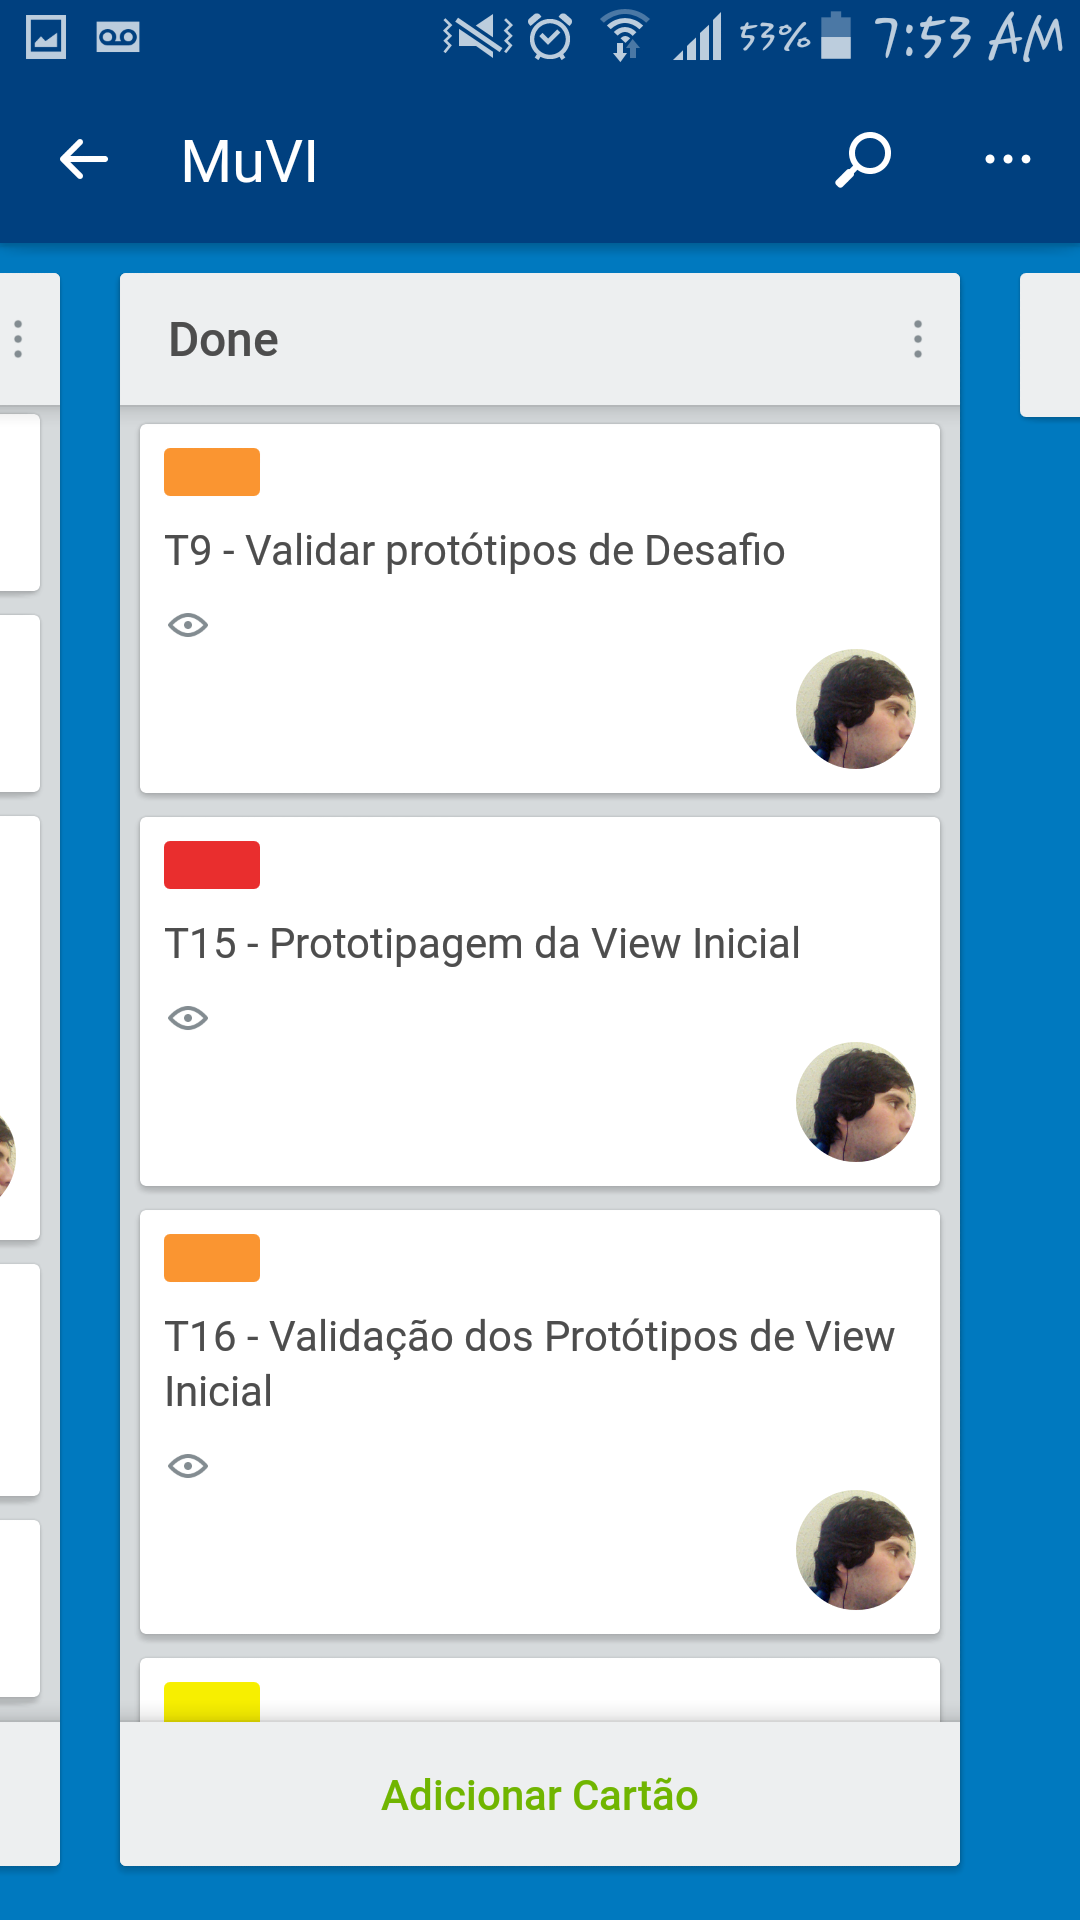 53% 7:53 AM
MuVI
Done
T9 - Validar protótipos de Desafio
T15 - Prototipagem da View Inicial
T16 - Validação dos Protótipos de View
Inicial
Adicionar Cartão